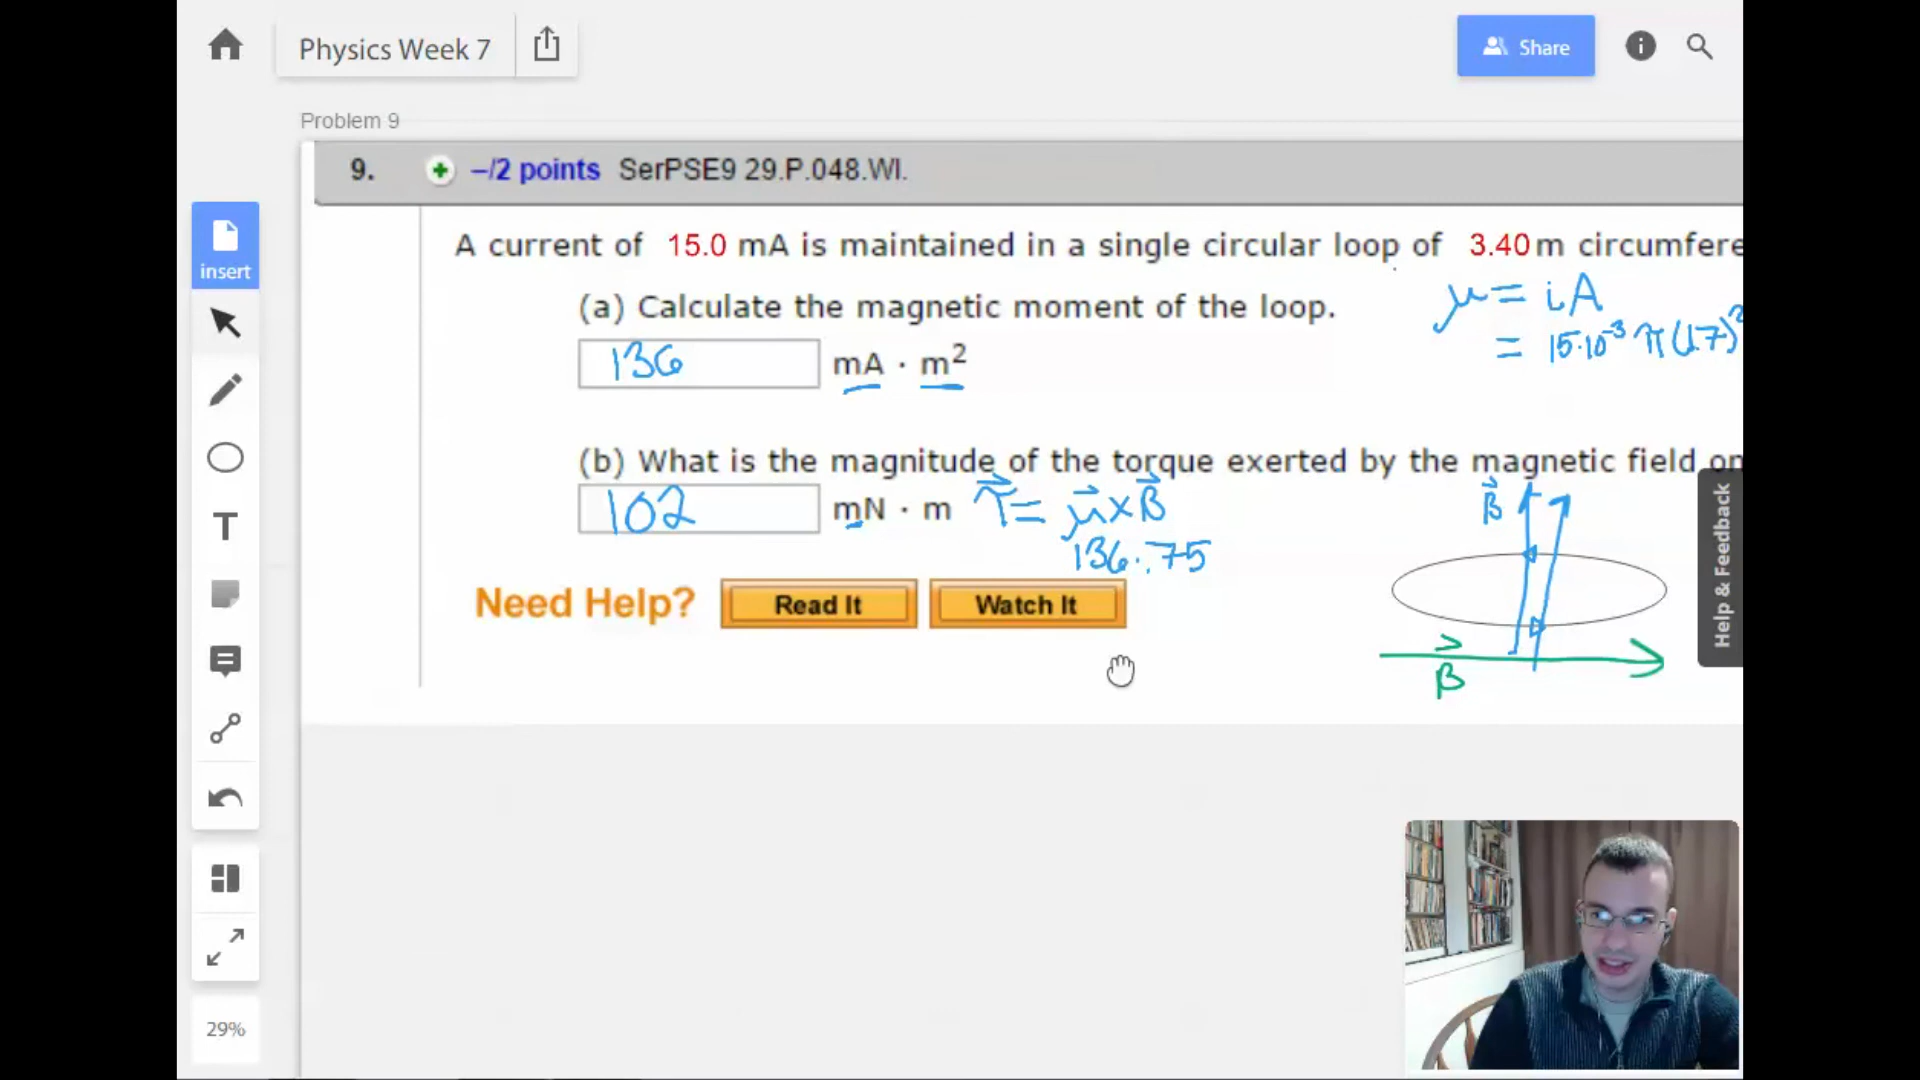 Physics Week 7
Share
Problem 9
9. –/2 points SerPSE9 29.P.048.WI.
insert
A current of 15.0 mA is maintained in a single circular loop of 3.40 m circumfere
μ = iA
(a) Calculate the magnetic moment of the loop.
= 15·10⁻³ π(1.7)²
136 mA · m²
(b) What is the magnitude of the torque exerted by the magnetic field on
102 mN · m τ = μ × B
136·.75
B
T
Need Help? Read It Watch It
B
Help & Feedback
29%